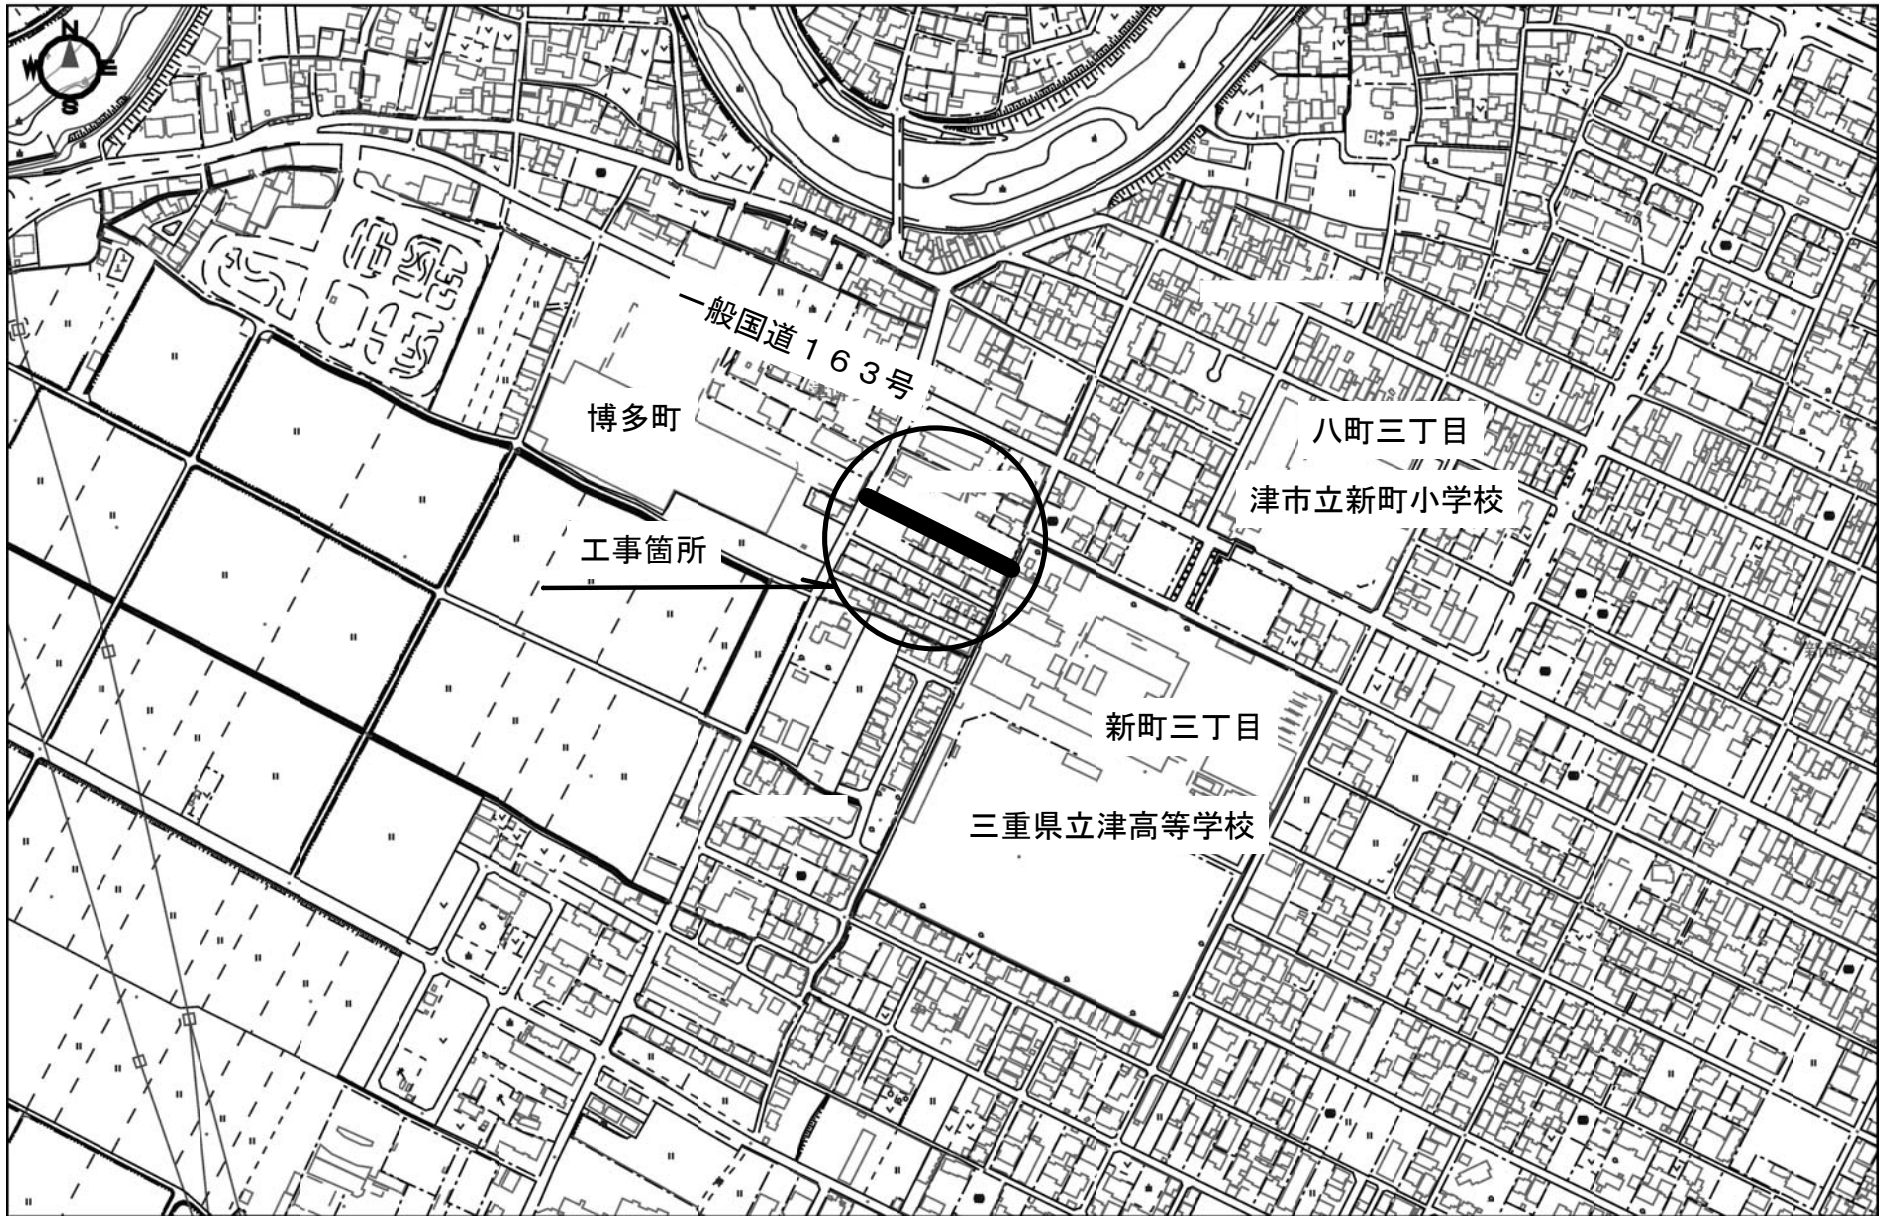 N
W E
S
一般国道163号
博多町
八町三丁目
津市立新町小学校
工事箇所
新町三丁目
三重県立津高等学校